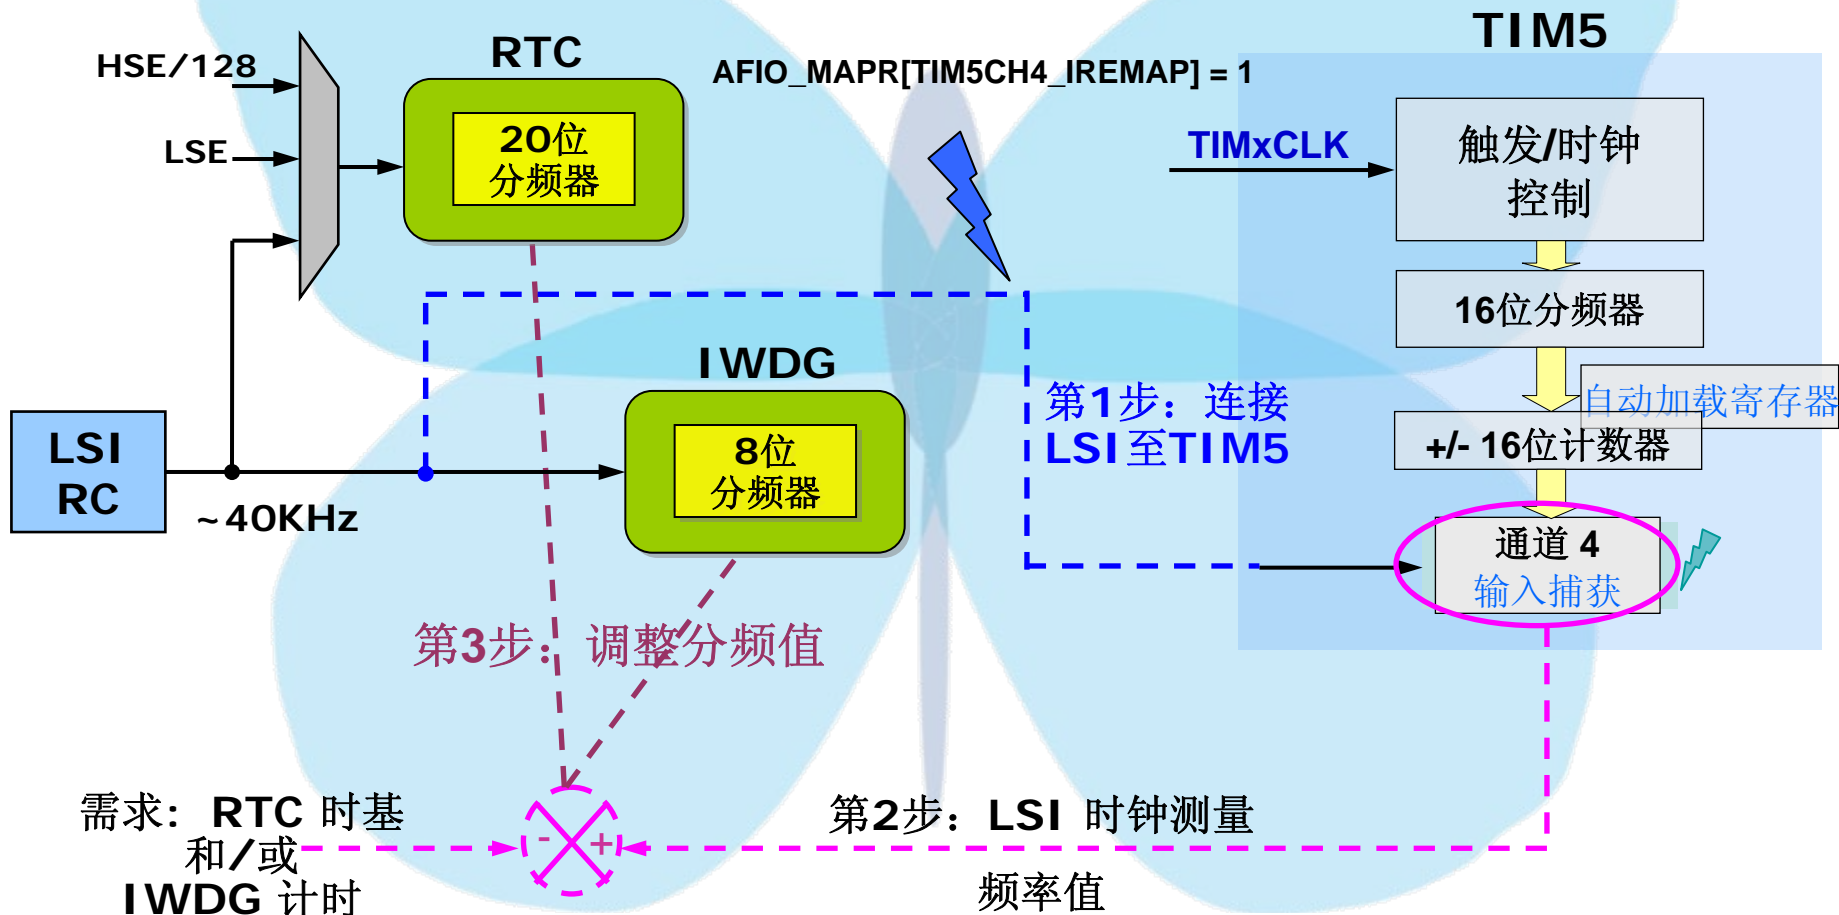 TIM5
RTC
HSE/128
AFIO_MAPR[TIM5CH4_IREMAP] = 1
20位
分频器
LSE
TIMxCLK
触发/时钟
控制
16位分频器
IWDG
自动加载寄存器
第1步：连接
LSI至TIM5
LSI
RC
8位
分频器
+/- 16位计数器
~40KHz
通道 4
输入捕获
第3步：调整分频值
需求：RTC 时基
和/或
IWDG 计时
- +
第2步：LSI 时钟测量
频率值